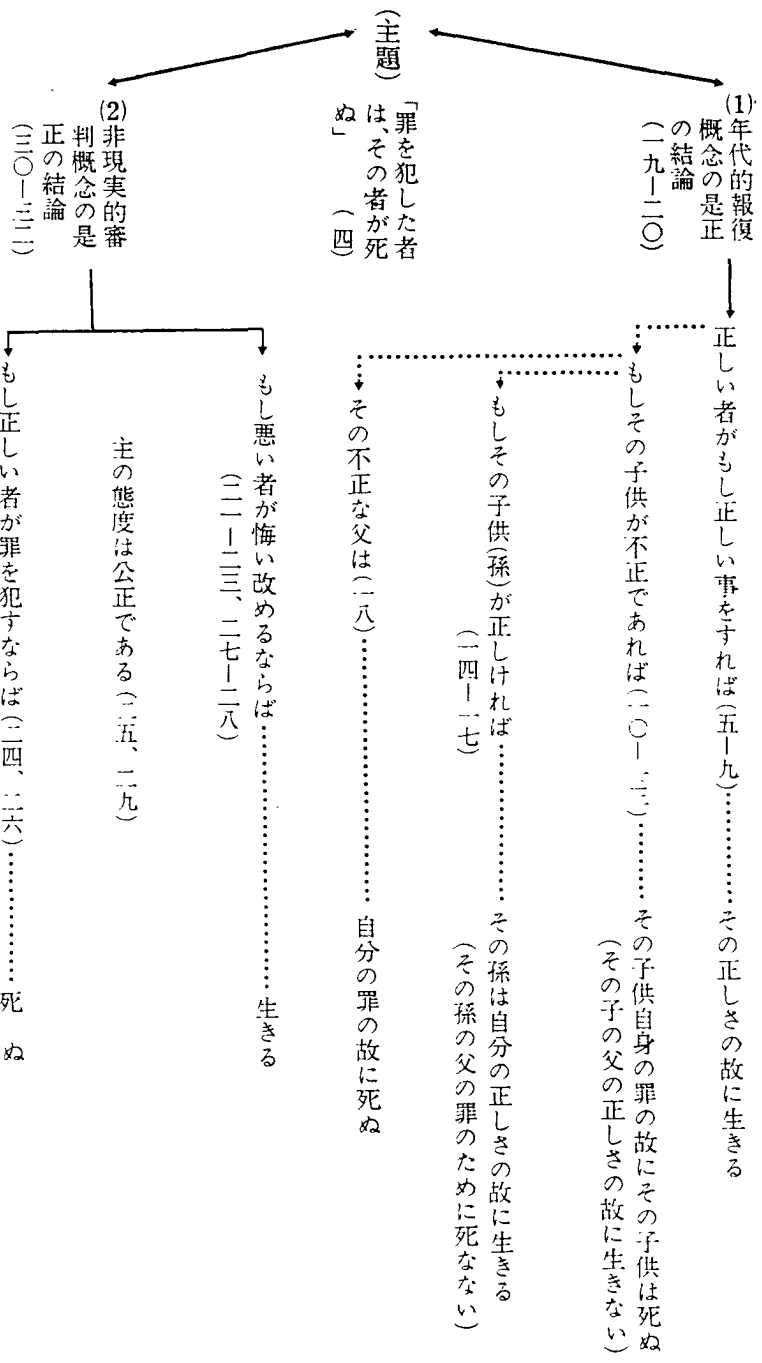 (1)年代的報復
概念の是正
の結論
(一九―二〇)
正しい者がもし正しい事をすれば(五―九)………その正しさの故に生きる
もしその子供が不正であれば(一〇―一三)………その子供自身の罪の故にその子供は死ぬ
(その子の父の正しさの故に生きない)
もしその子供(孫)が正しければ………その孫は自分の正しさの故に生きる
(一四―一七)
(その孫の父の罪のために死なない)
その不正な父は(一八)………自分の罪の故に死ぬ
(主題)
「罪を犯した者
は、その者が死
ぬ」 (四)
(2)非現実的審
判概念の是
正の結論
(三〇―三二)
もし悪い者が悔い改めるならば………生きる
(二一―二三、二七―二八)
主の態度は公正である(二五、二九)
もし正しい者が罪を犯すならば(二四、二六)………死 ぬ